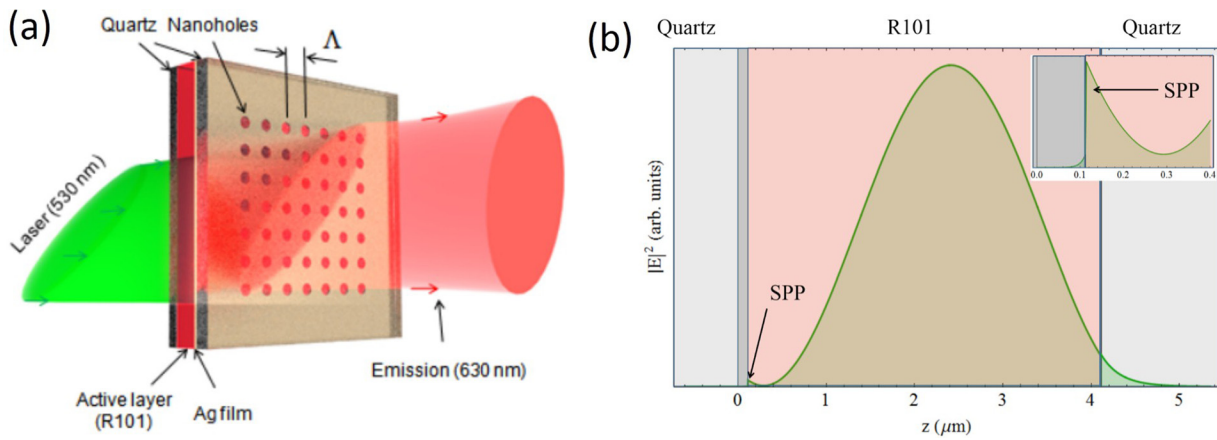 (a)
Quartz Nanoholes
Λ
Laser (530 nm)
Emission (630 nm)
Active layer
(R101)
Ag film
(b)
Quartz R101 Quartz
SPP
SPP
0.0 0.1 0.2 0.3 0.4
|E|² (arb. units)
0 1 2 3 4 5
z (μm)